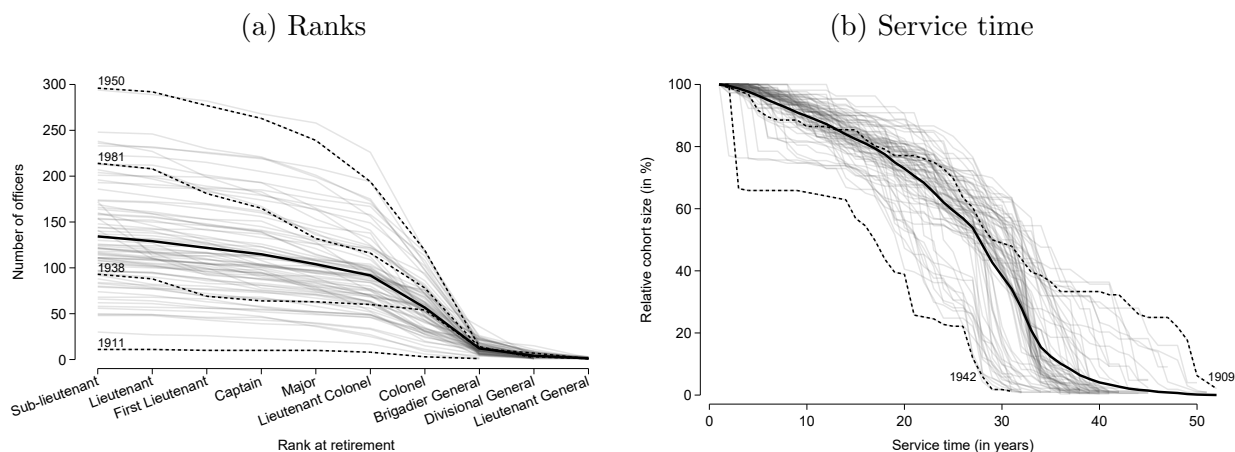 (a) Ranks
300
250
200
150
100
50
0
Number of officers
1950
1981
1938
1911
Sub-lieutenant
Lieutenant
First Lieutenant
Captain
Major
Lieutenant Colonel
Colonel
Brigadier General
Divisional General
Lieutenant General
Rank at retirement
(b) Service time
100
80
60
40
20
0
Relative cohort size (in %)
1942
1909
0 10 20 30 40 50
Service time (in years)